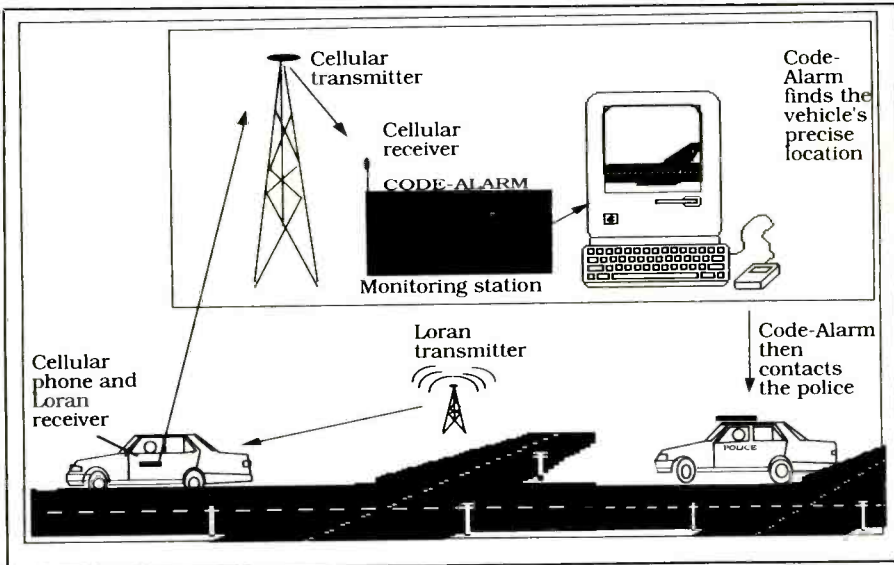 Cellular
transmitter
Cellular
receiver
CODE-ALARM
Monitoring station
Code-
Alarm
finds the
vehicle's
precise
location
Loran
transmitter
Cellular
phone and
Loran
receiver
Code-Alarm
then
contacts
the police
POLICE